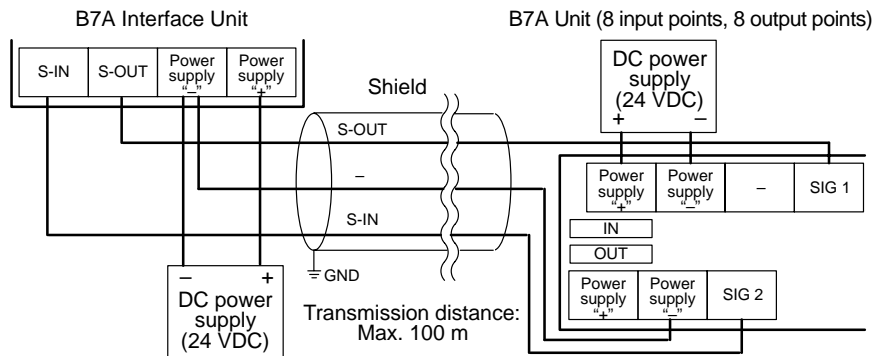 B7A Interface Unit
B7A Unit (8 input points, 8 output points)
S-IN
S-OUT
Power
supply
“–”
Power
supply
“+”
Shield
DC power
supply
(24 VDC)
+
–
S-OUT
–
S-IN
Power
supply
“+”
Power
supply
“–”
–
SIG 1
IN
OUT
GND
–
+
DC power
supply
(24 VDC)
Transmission distance:
Max. 100 m
Power
supply
“+”
Power
supply
“–”
SIG 2